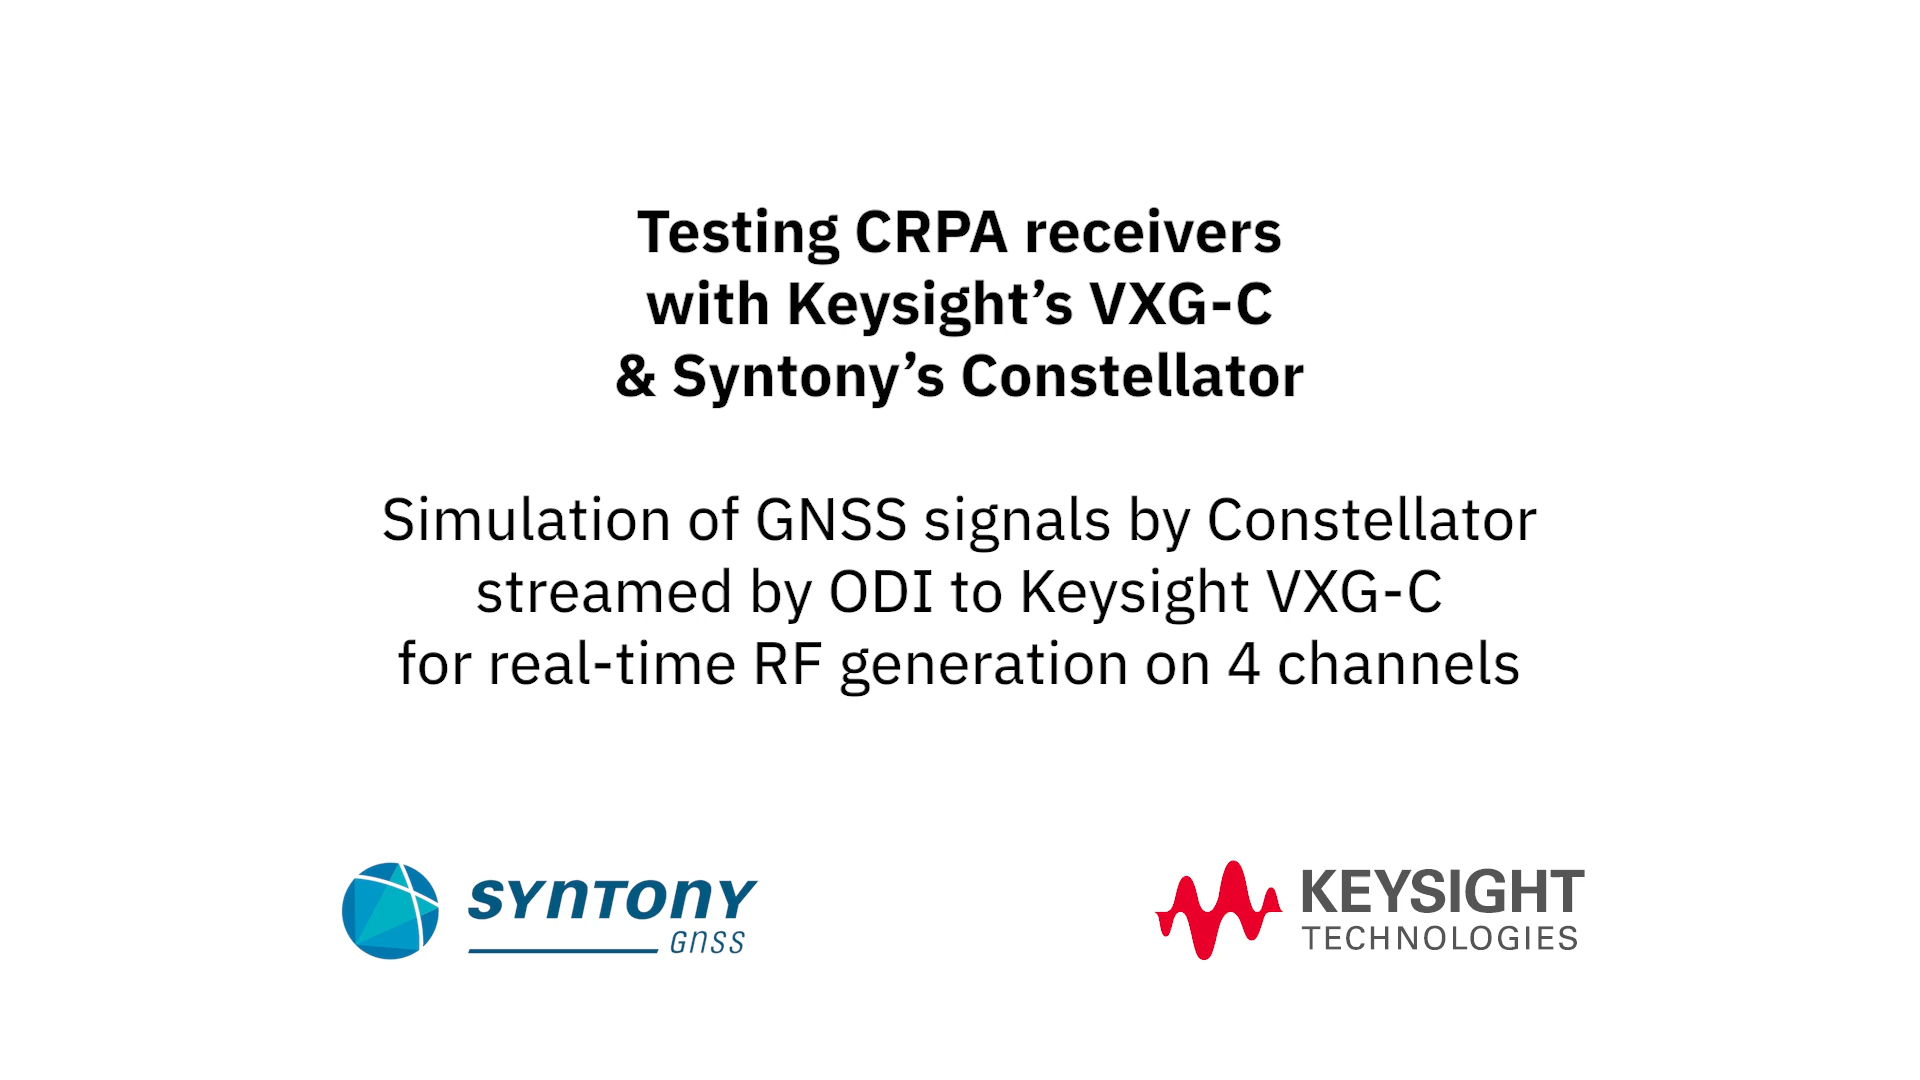 Testing CRPA receivers
with Keysight’s VXG-C
& Syntony’s Constellator
Simulation of GNSS signals by Constellator
streamed by ODI to Keysight VXG-C
for real-time RF generation on 4 channels
SYNTONY
GNSS
KEYSIGHT
TECHNOLOGIES